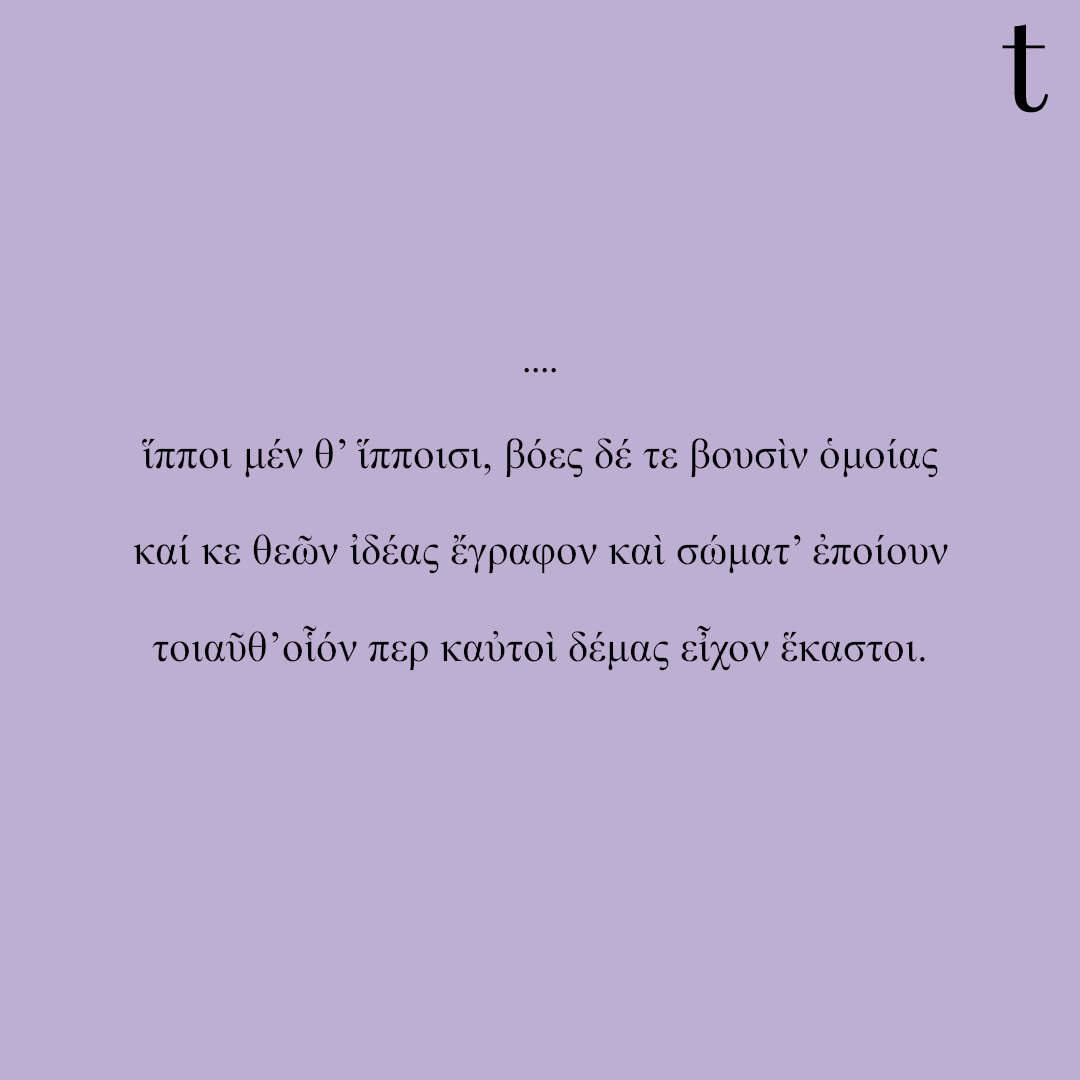 t
....
ἵπποι μέν θ’ ἵπποισι, βόες δέ τε βουσὶν ὁμοίας
καί κε θεῶν ἰδέας ἔγραφον καὶ σώματ’ ἐποίουν
τοιαῦθ’οἷόν περ καὐτοὶ δέμας εἶχον ἕκαστοι.